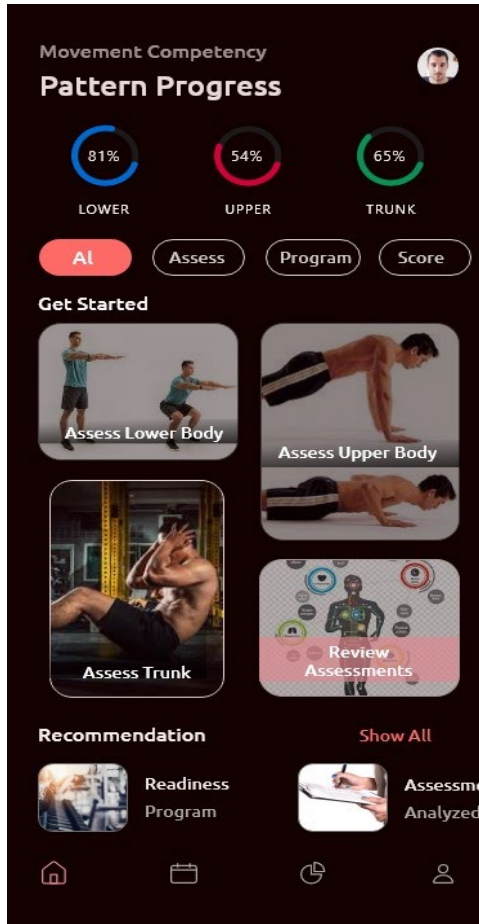 Movement Competency
Pattern Progress
81%
54%
65%
LOWER
UPPER
TRUNK
Al
Assess
Program
Score
Get Started
Assess Lower Body
Assess Upper Body
Assess Trunk
Review
Assessments
Recommendation
Show All
Readiness
Program
Assessme
Analyzed